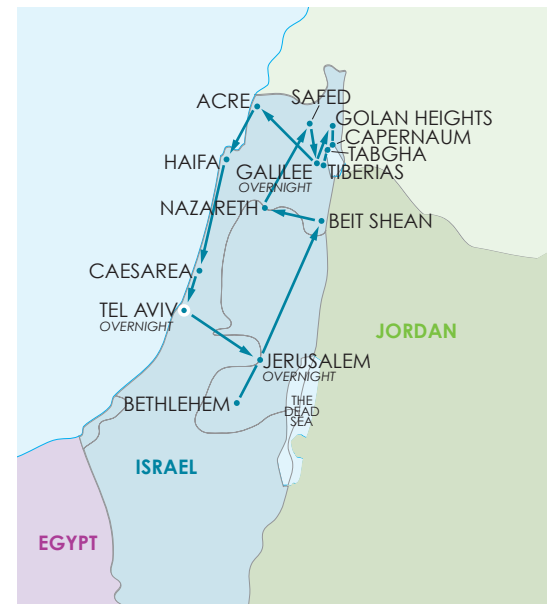 SAFED
ACRE
GOLAN HEIGHTS
CAPERNAUM
TABGHA
HAIFA
GALILEE
TIBERIAS
OVERNIGHT
NAZARETH
BEIT SHEAN
CAESAREA
TEL AVIV
OVERNIGHT
JORDAN
JERUSALEM
OVERNIGHT
BETHLEHEM
THE
DEAD
SEA
ISRAEL
EGYPT